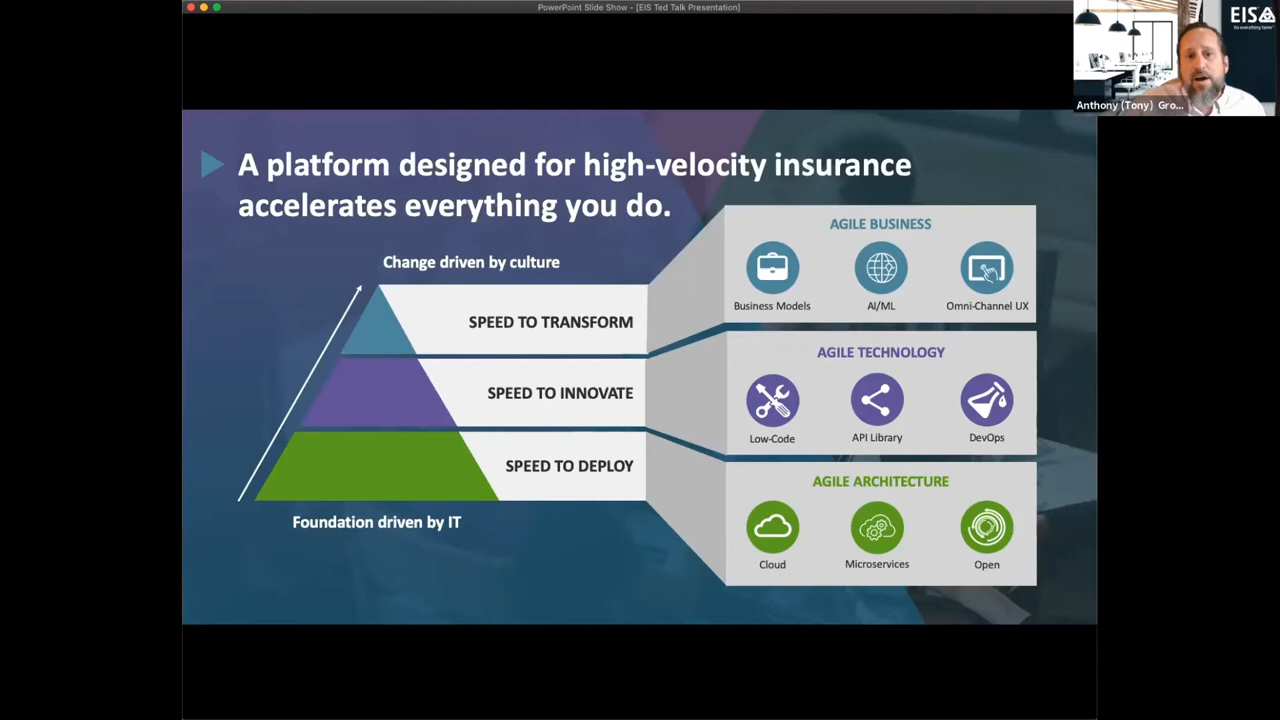 PowerPoint Slide Show - [EIS Ted Talk Presentation]
EIS
Do everything faster
Anthony (Tony) Gro...
A platform designed for high-velocity insurance
accelerates everything you do.
Change driven by culture
SPEED TO TRANSFORM
SPEED TO INNOVATE
SPEED TO DEPLOY
Foundation driven by IT
AGILE BUSINESS
Business Models
AI/ML
Omni-Channel UX
AGILE TECHNOLOGY
Low-Code
API Library
DevOps
AGILE ARCHITECTURE
Cloud
Microservices
Open